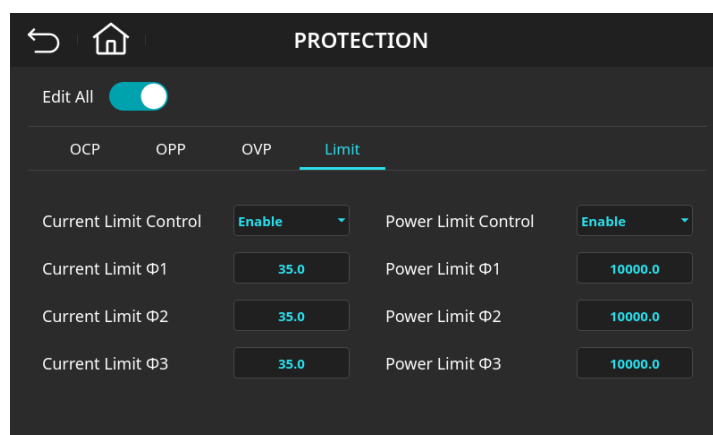 PROTECTION
Edit All
OCP OPP OVP Limit
Current Limit Control Enable Power Limit Control Enable
Current Limit Φ1 35.0 Power Limit Φ1 10000.0
Current Limit Φ2 35.0 Power Limit Φ2 10000.0
Current Limit Φ3 35.0 Power Limit Φ3 10000.0